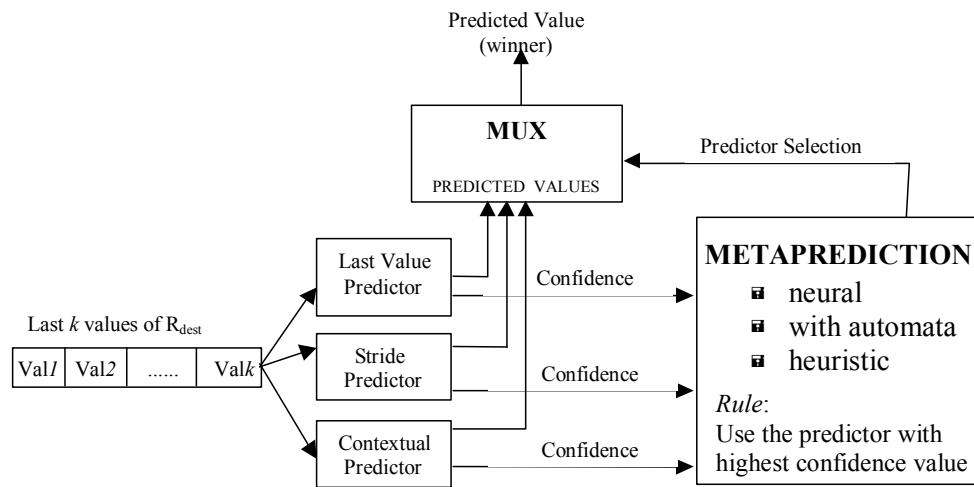 Predicted Value
(winner)
MUX
PREDICTED VALUES
Predictor Selection
Last Value
Predictor
Confidence
Last k values of Rdest
Val1 Val2 ...... Valk
Stride
Predictor
Confidence
Contextual
Predictor
Confidence
METAPREDICTION
neural
with automata
heuristic
Rule:
Use the predictor with
highest confidence value